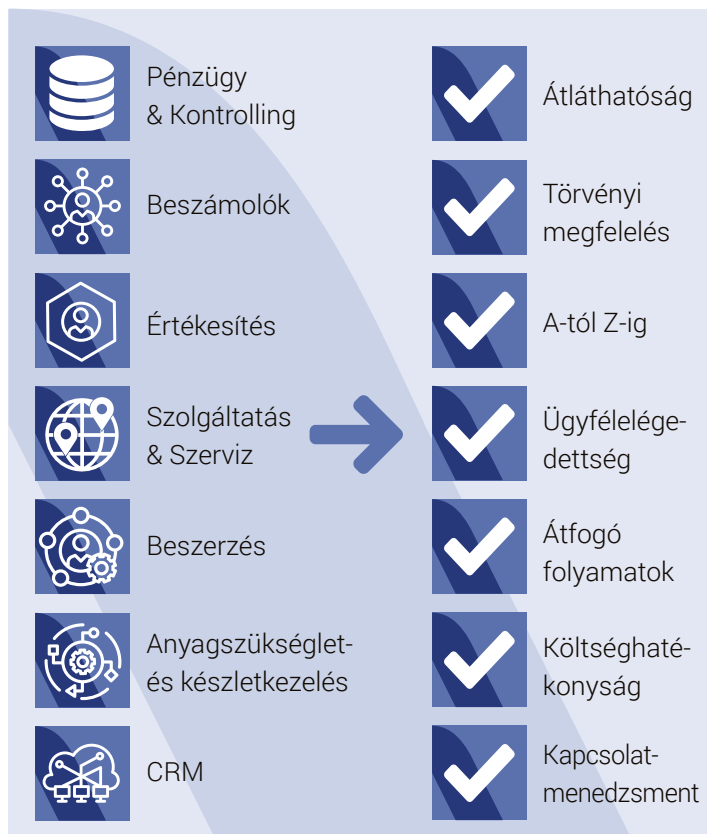 Pénzügy
& Kontrolling
Átláthatóság
Beszámolók
Törvényi
megfelelés
Értékesítés
A-tól Z-ig
Szolgáltatás
& Szerviz
Ügyfélelége-
dettség
Beszerzés
Átfogó
folyamatok
Anyagszükséglet-
és készletkezelés
Költséghaté-
konyság
CRM
Kapcsolat-
menedzsment